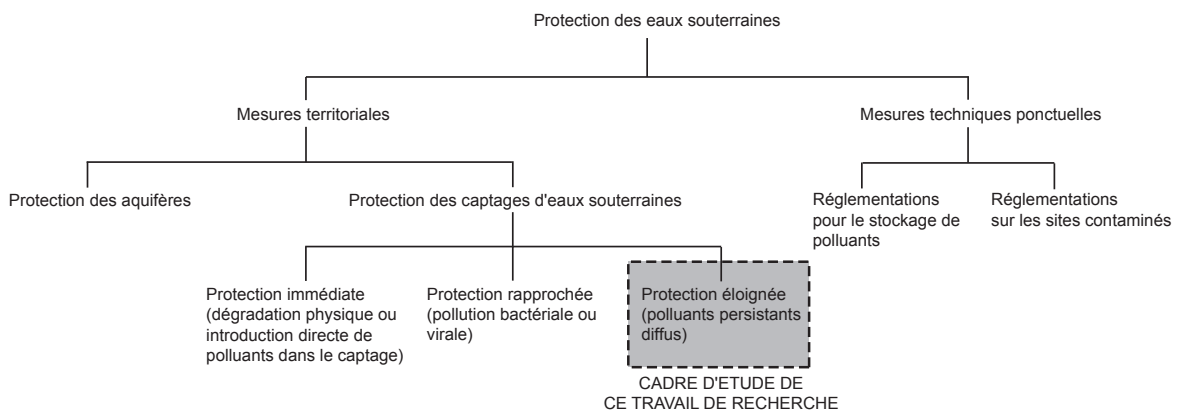 Protection des eaux souterraines
Mesures territoriales
Mesures techniques ponctuelles
Protection des aquifères
Protection des captages d'eaux souterraines
Réglementations
pour le stockage de
polluants
Réglementations
sur les sites contaminés
Protection immédiate
(dégradation physique ou
introduction directe de
polluants dans le captage)
Protection rapprochée
(pollution bactériale ou
virale)
Protection éloignée
(polluants persistants
diffus)
CADRE D'ETUDE DE
CE TRAVAIL DE RECHERCHE